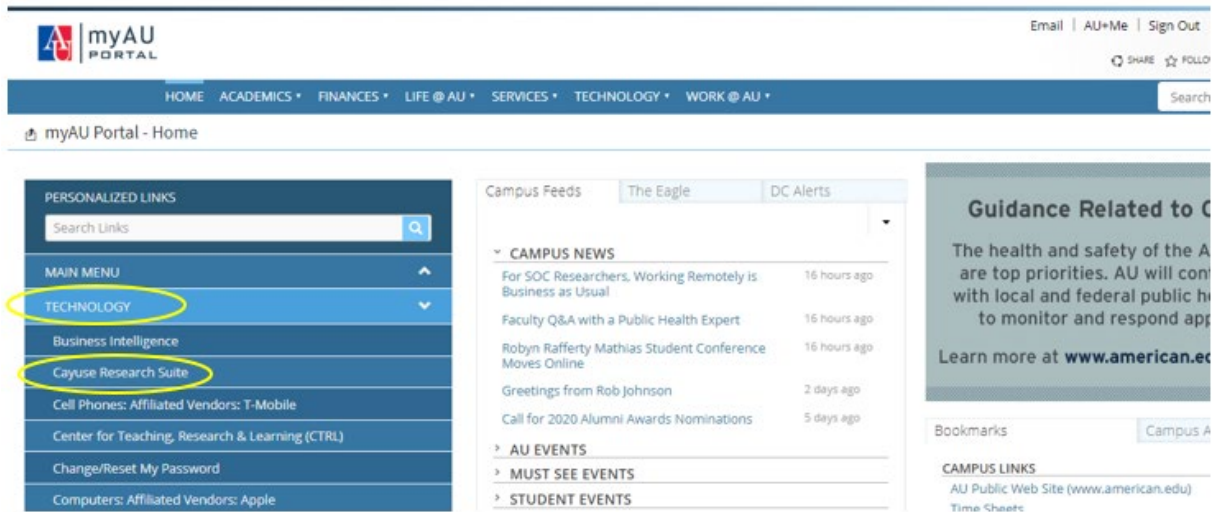 AU myAU
PORTAL
Email | AU+Me | Sign Out
SHARE FOLLO
HOME ACADEMICS FINANCES LIFE @ AU SERVICES TECHNOLOGY WORK @ AU
Search
myAU Portal - Home
PERSONALIZED LINKS
Search Links
MAIN MENU
TECHNOLOGY
Business Intelligence
Cayuse Research Suite
Cell Phones: Affiliated Vendors: T-Mobile
Center for Teaching, Research & Learning (CTRL)
Change/Reset My Password
Computers: Affiliated Vendors: Apple
Campus Feeds The Eagle DC Alerts
CAMPUS NEWS
For SOC Researchers, Working Remotely is 16 hours ago
Business as Usual
Faculty Q&A with a Public Health Expert 16 hours ago
Robyn Rafferty Mathias Student Conference 16 hours ago
Moves Online
Greetings from Rob Johnson 2 days ago
Call for 2020 Alumni Awards Nominations 5 days ago
AU EVENTS
MUST SEE EVENTS
STUDENT EVENTS
Guidance Related to C
The health and safety of the A
are top priorities. AU will con
with local and federal public he
to monitor and respond app
Learn more at www.american.ed
Bookmarks Campus A
CAMPUS LINKS
AU Public Web Site (www.american.edu)
Time Sheets